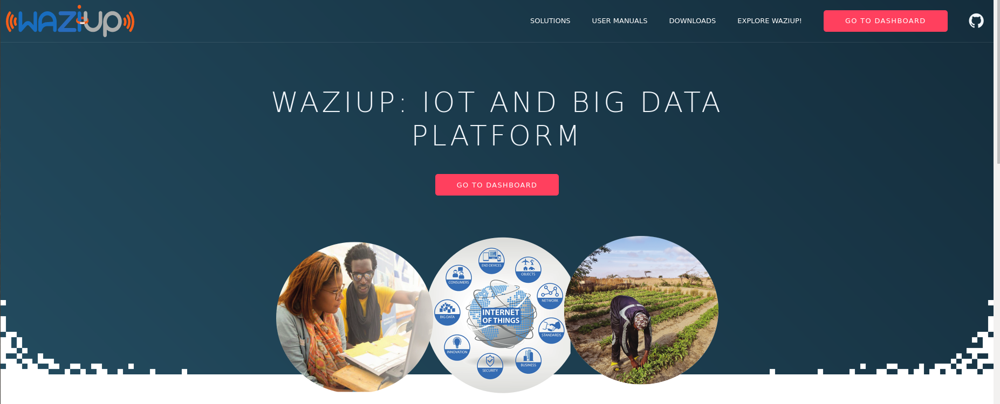 waziup
SOLUTIONS
USER MANUALS
DOWNLOADS
EXPLORE WAZIUP!
GO TO DASHBOARD
WAZIUP: IOT AND BIG DATA
PLATFORM
GO TO DASHBOARD
END DEVICES
OBJECTS
CONSUMERS
NETWORK
BIG DATA
INTERNET
OF THINGS
STANDARDS
INNOVATION
BUSINESS
SECURITY